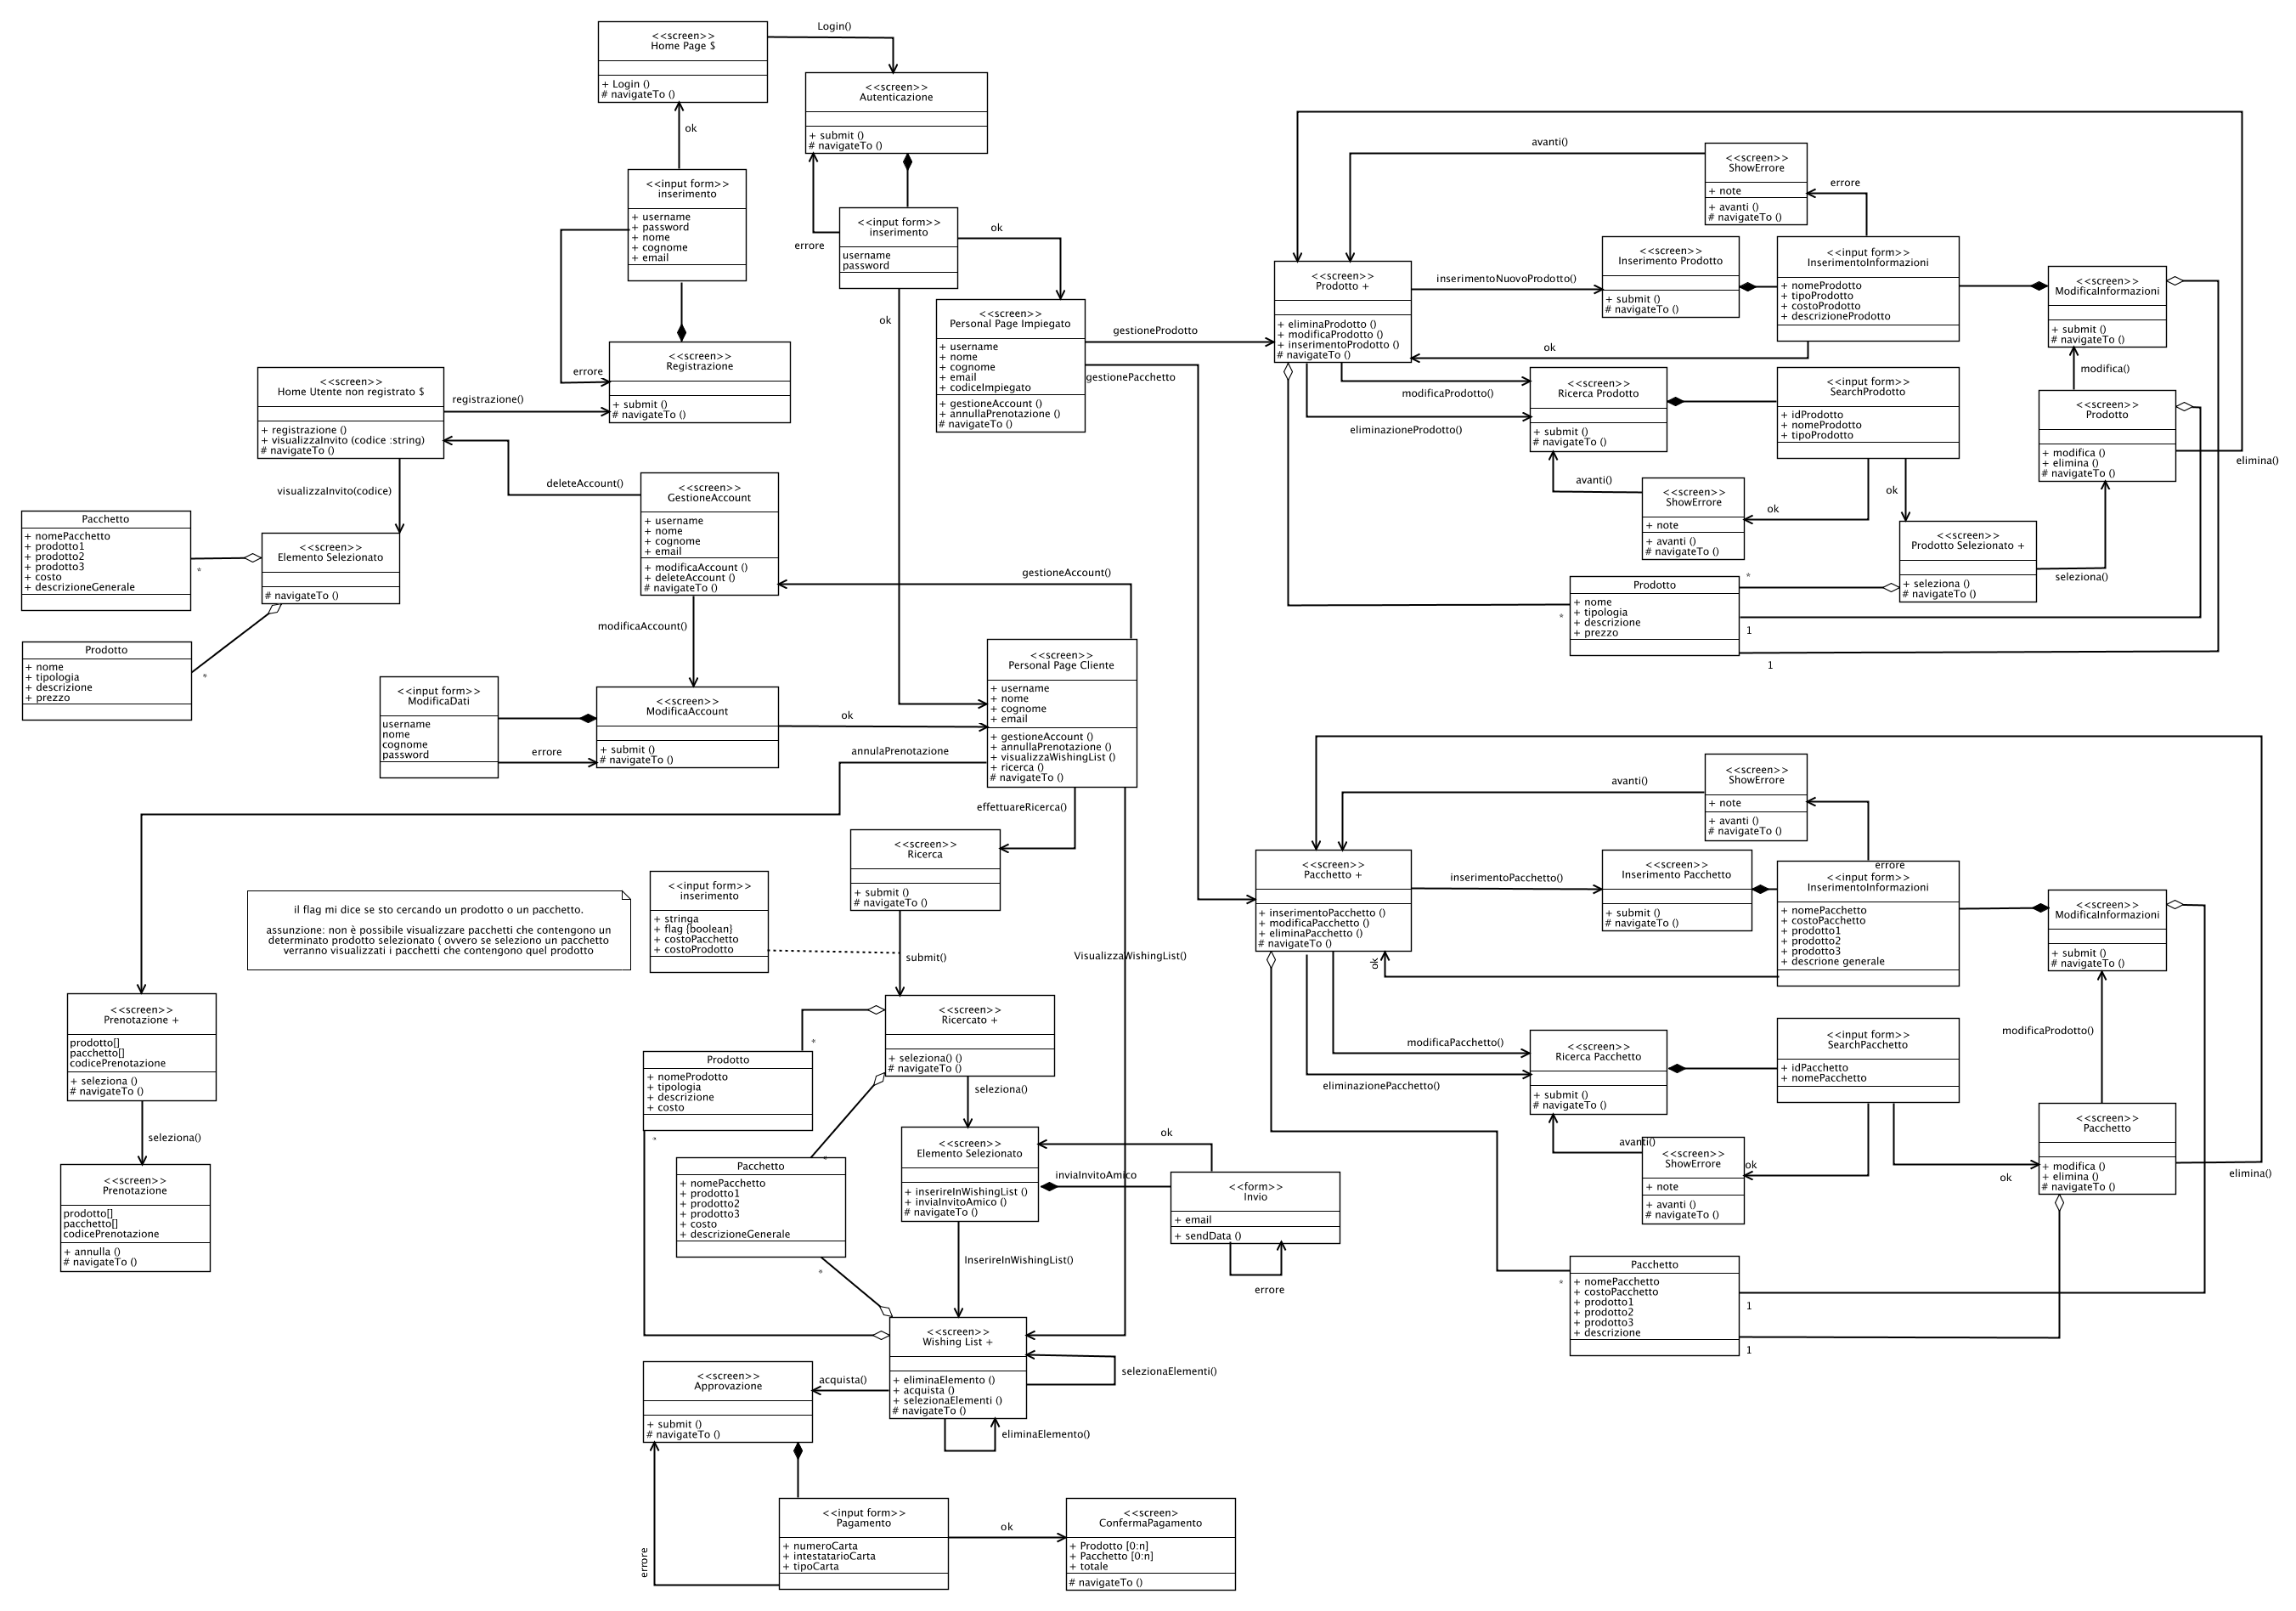 <<screen>>
Home Page $
+ Login ()
# navigateTo ()
Login()
<<screen>>
Autenticazione
+ submit ()
# navigateTo ()
ok
<<input form>>
inserimento
+ username
+ password
+ nome
+ cognome
+ email
errore
<<input form>>
inserimento
username
password
ok
ok
errore
<<screen>>
Registrazione
+ submit ()
# navigateTo ()
<<screen>>
Home Utente non registrato $
+ registrazione ()
+ visualizzaInvito (codice :string)
# navigateTo ()
registrazione()
visualizzaInvito(codice)
deleteAccount()
<<screen>>
Personal Page Impiegato
+ username
+ nome
+ cognome
+ email
+ codiceImpiegato
+ gestioneAccount ()
+ annullaPrenotazione ()
# navigateTo ()
gestioneProdotto
gestionePacchetto
Pacchetto
+ nomePacchetto
+ prodotto1
+ prodotto2
+ prodotto3
+ costo
+ descrizioneGenerale
*
<<screen>>
Elemento Selezionato
# navigateTo ()
Prodotto
+ nome
+ tipologia
+ descrizione
+ prezzo
*
<<screen>>
GestioneAccount
+ username
+ nome
+ cognome
+ email
+ modificaAccount ()
+ deleteAccount ()
# navigateTo ()
gestioneAccount()
modificaAccount()
<<input form>>
ModificaDati
username
nome
cognome
password
errore
<<screen>>
ModificaAccount
+ submit ()
# navigateTo ()
ok
<<screen>>
Personal Page Cliente
+ username
+ nome
+ cognome
+ email
+ gestioneAccount ()
+ annullaPrenotazione ()
+ visualizzaWishingList ()
+ ricerca ()
# navigateTo ()
annulaPrenotazione
effettuareRicerca()
VisualizzaWishingList()
<<screen>>
Ricerca
+ submit ()
# navigateTo ()
<<input form>>
inserimento
+ stringa
+ flag {boolean}
+ costoPacchetto
+ costoProdotto
submit()
il flag mi dice se sto cercando un prodotto o un pacchetto.
assunzione: non è possibile visualizzare pacchetti che contengono un
determinato prodotto selezionato ( ovvero se seleziono un pacchetto
verranno visualizzati i pacchetti che contengono quel prodotto
<<screen>>
Prenotazione +
prodotto[]
pacchetto[]
codicePrenotazione
+ seleziona ()
# navigateTo ()
seleziona()
<<screen>>
Prenotazione
prodotto[]
pacchetto[]
codicePrenotazione
+ annulla ()
# navigateTo ()
<<screen>>
Ricercato +
+ seleziona() ()
# navigateTo ()
*
Prodotto
+ nomeProdotto
+ tipologia
+ descrizione
+ costo
*
seleziona()
*
Pacchetto
+ nomePacchetto
+ prodotto1
+ prodotto2
+ prodotto3
+ costo
+ descrizioneGenerale
*
<<screen>>
Elemento Selezionato
+ inserireInWishingList ()
+ inviaInvitoAmico ()
# navigateTo ()
ok
inviaInvitoAmico
<<form>>
Invio
+ email
+ sendData ()
errore
InserireInWishingList()
<<screen>>
Wishing List +
+ eliminaElemento ()
+ acquista ()
+ selezionaElementi ()
# navigateTo ()
selezionaElementi()
eliminaElemento()
acquista()
<<screen>>
Approvazione
+ submit ()
# navigateTo ()
errore
<<input form>>
Pagamento
+ numeroCarta
+ intestatarioCarta
+ tipoCarta
ok
<<screen>
ConfermaPagamento
+ Prodotto [0:n]
+ Pacchetto [0:n]
+ totale
# navigateTo ()
<<screen>>
Prodotto +
+ eliminaProdotto ()
+ modificaProdotto ()
+ inserimentoProdotto ()
# navigateTo ()
avanti()
<<screen>>
ShowErrore
+ note
+ avanti ()
# navigateTo ()
errore
inserimentoNuovoProdotto()
<<screen>>
Inserimento Prodotto
+ submit ()
# navigateTo ()
<<input form>>
InserimentoInformazioni
+ nomeProdotto
+ tipoProdotto
+ costoProdotto
+ descrizioneProdotto
<<screen>>
ModificaInformazioni
+ submit ()
# navigateTo ()
ok
modifica()
modificaProdotto()
eliminazioneProdotto()
<<screen>>
Ricerca Prodotto
+ submit ()
# navigateTo ()
<<input form>>
SearchProdotto
+ idProdotto
+ nomeProdotto
+ tipoProdotto
<<screen>>
Prodotto
+ modifica ()
+ elimina ()
# navigateTo ()
elimina()
avanti()
<<screen>>
ShowErrore
+ note
+ avanti ()
# navigateTo ()
ok
ok
<<screen>>
Prodotto Selezionato +
+ seleziona ()
# navigateTo ()
seleziona()
Prodotto
+ nome
+ tipologia
+ descrizione
+ prezzo
*
*
1
1
<<screen>>
Pacchetto +
+ inserimentoPacchetto ()
+ modificaPacchetto ()
+ eliminaPacchetto ()
# navigateTo ()
avanti()
<<screen>>
ShowErrore
+ note
+ avanti ()
# navigateTo ()
errore
inserimentoPacchetto()
<<screen>>
Inserimento Pacchetto
+ submit ()
# navigateTo ()
<<input form>>
InserimentoInformazioni
+ nomePacchetto
+ costoPacchetto
+ prodotto1
+ prodotto2
+ prodotto3
+ descrione generale
<<screen>>
ModificaInformazioni
+ submit ()
# navigateTo ()
ok
modificaProdotto()
modificaPacchetto()
eliminazionePacchetto()
<<screen>>
Ricerca Pacchetto
+ submit ()
# navigateTo ()
<<input form>>
SearchPacchetto
+ idPacchetto
+ nomePacchetto
<<screen>>
Pacchetto
+ modifica ()
+ elimina ()
# navigateTo ()
elimina()
avanti()
<<screen>>
ShowErrore
+ note
+ avanti ()
# navigateTo ()
ok
ok
Pacchetto
+ nomePacchetto
+ costoPacchetto
+ prodotto1
+ prodotto2
+ prodotto3
+ descrizione
*
1
1